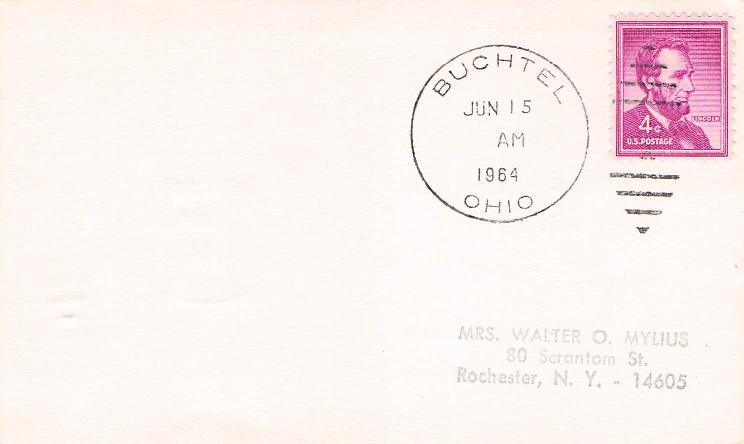 BUCHTEL
JUN 15
AM
1964
OHIO
LINCOLN
4¢
U.S. POSTAGE
MRS. WALTER O. MYLIUS
80 Scrantom St.
Rochester, N. Y. - 14605